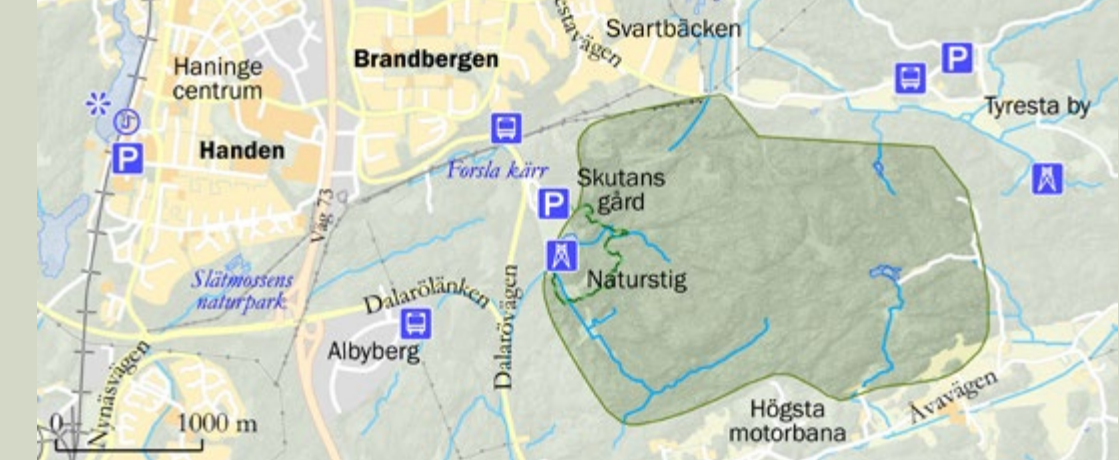 Svartbäcken
Brandbergen
Haninge
centrum
P
Tyresta by
Handen
P
Forsla kärr
Skutans
gård
P
Väg 73
Slätmossens
naturpark
Naturstig
Dalarölänken
Dalarövägen
Albyberg
Nynäsvägen
Åvavägen
Högsta
motorbana
0
1000 m